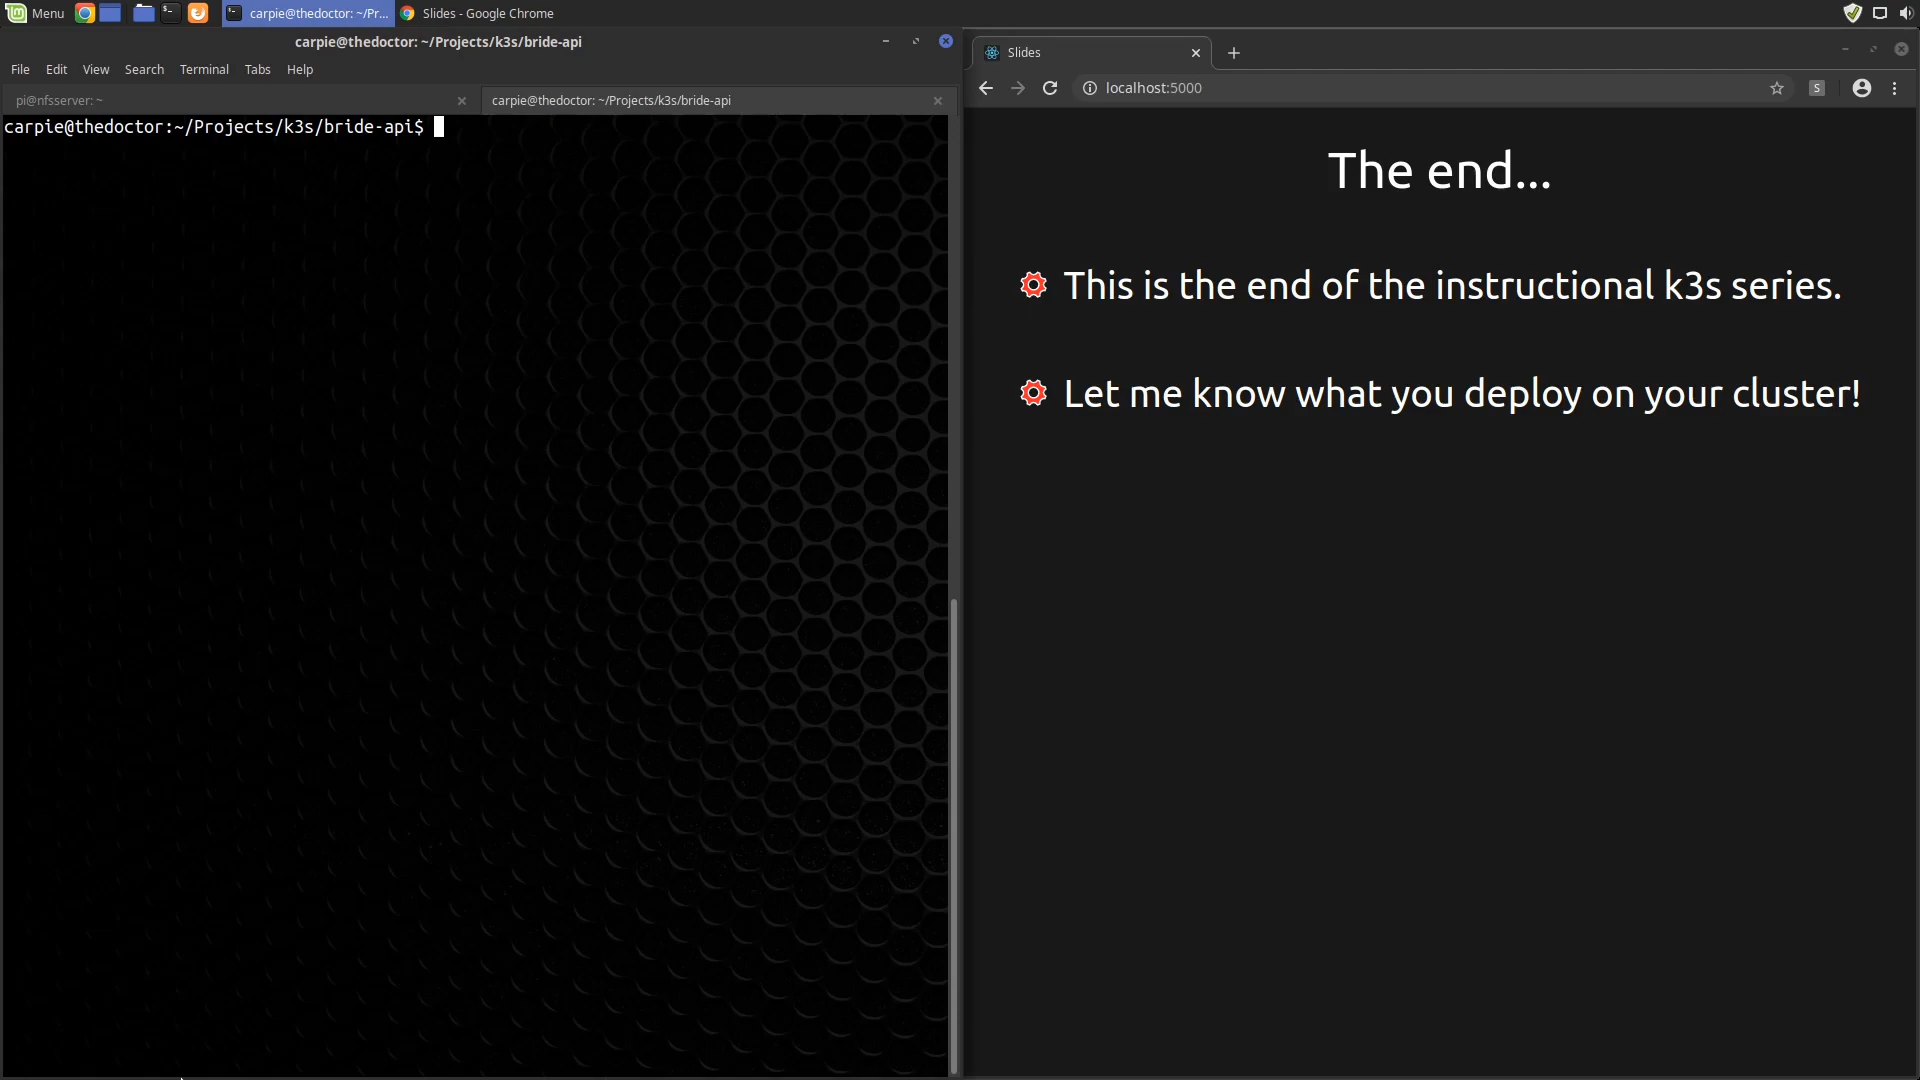 Menu
carpie@thedoctor: ~/Pr...
Slides - Google Chrome
carpie@thedoctor: ~/Projects/k3s/bride-api
File Edit View Search Terminal Tabs Help
pi@nfsserver: ~
carpie@thedoctor: ~/Projects/k3s/bride-api
carpie@thedoctor:~/Projects/k3s/bride-api$
Slides
localhost:5000
S
The end...
This is the end of the instructional k3s series.
Let me know what you deploy on your cluster!